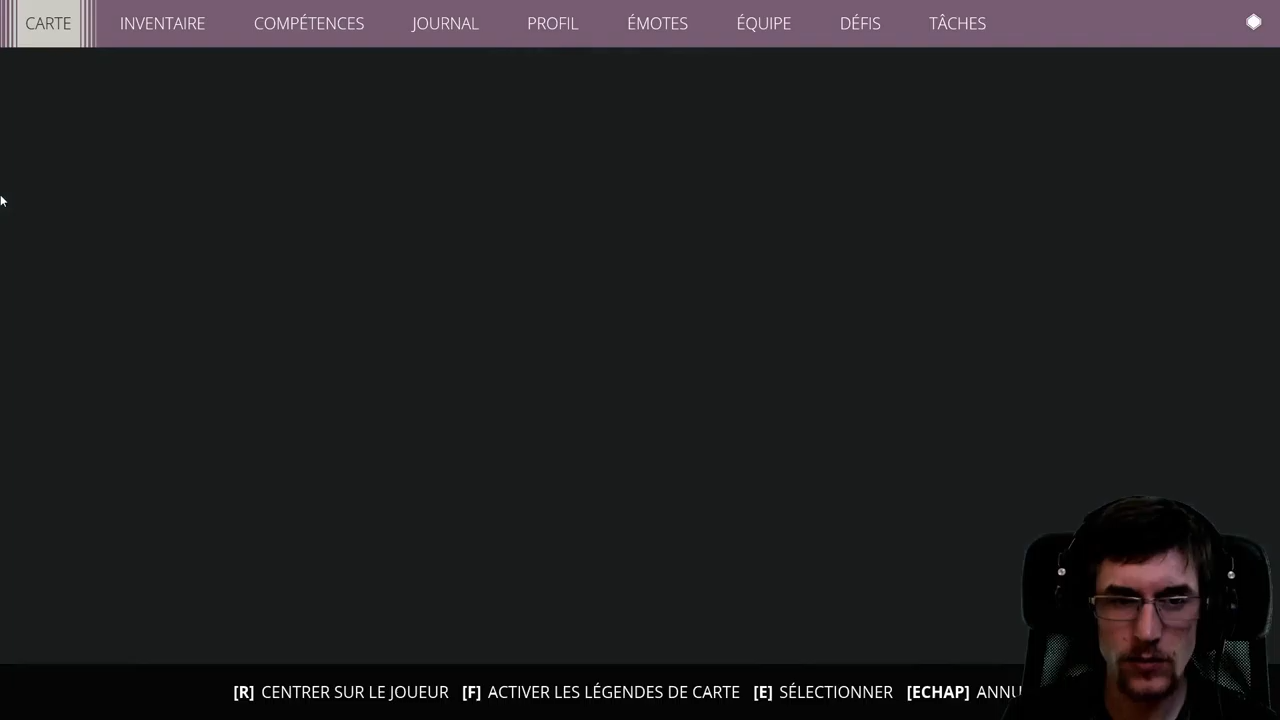 CARTE INVENTAIRE COMPÉTENCES JOURNAL PROFIL ÉMOTES ÉQUIPE DÉFIS TÂCHES
[R] CENTRER SUR LE JOUEUR [F] ACTIVER LES LÉGENDES DE CARTE [E] SÉLECTIONNER [ECHAP] ANNU